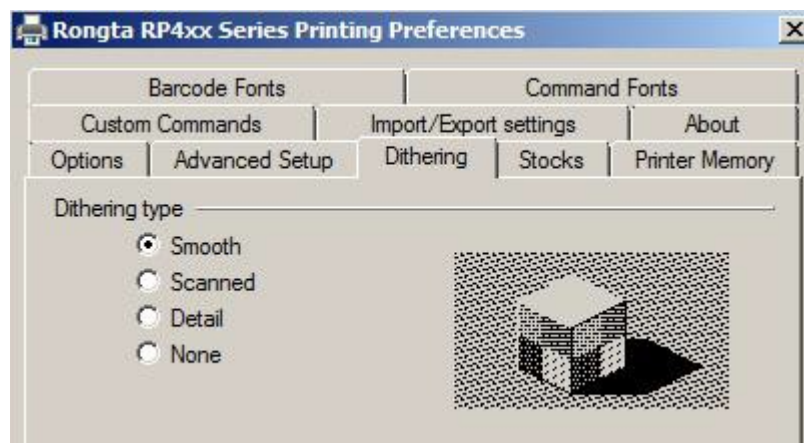 Rongta RP4xx Series Printing Preferences
Barcode Fonts Command Fonts
Custom Commands Import/Export settings About
Options Advanced Setup Dithering Stocks Printer Memory
Dithering type
Smooth
Scanned
Detail
None